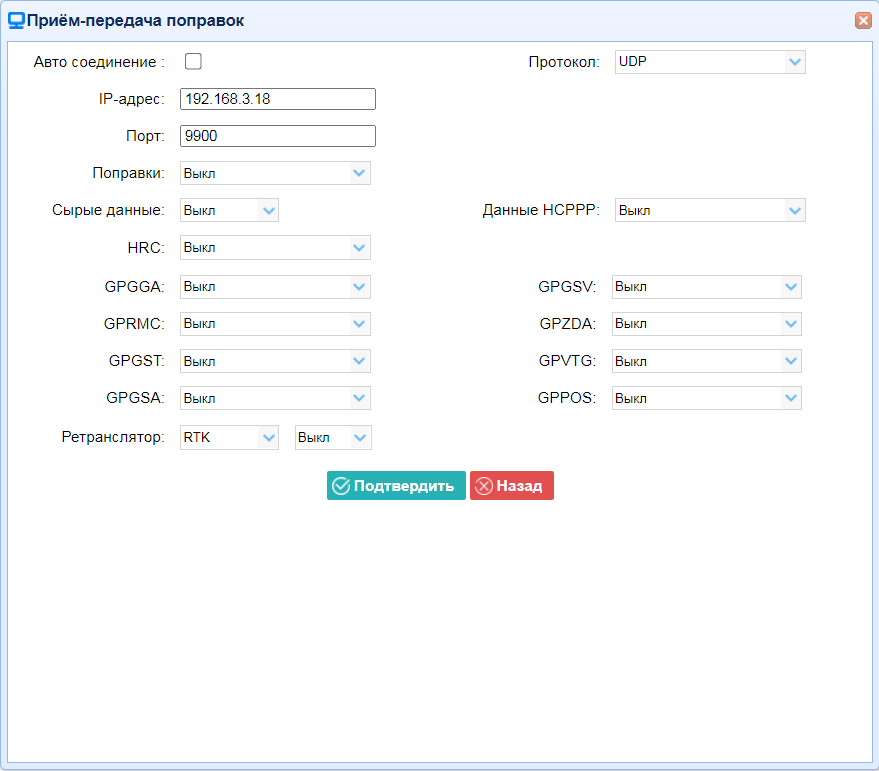 Приём-передача поправок
Авто соединение : Протокол: UDP
IP-адрес: 192.168.3.18
Порт: 9900
Поправки: Выкл
Сырые данные: Выкл Данные HCPPP: Выкл
HRC: Выкл
GPGGA: Выкл GPGSV: Выкл
GPRMC: Выкл GPZDA: Выкл
GPGST: Выкл GPVTG: Выкл
GPGSA: Выкл GPPOS: Выкл
Ретранслятор: RTK Выкл
Подтвердить Назад